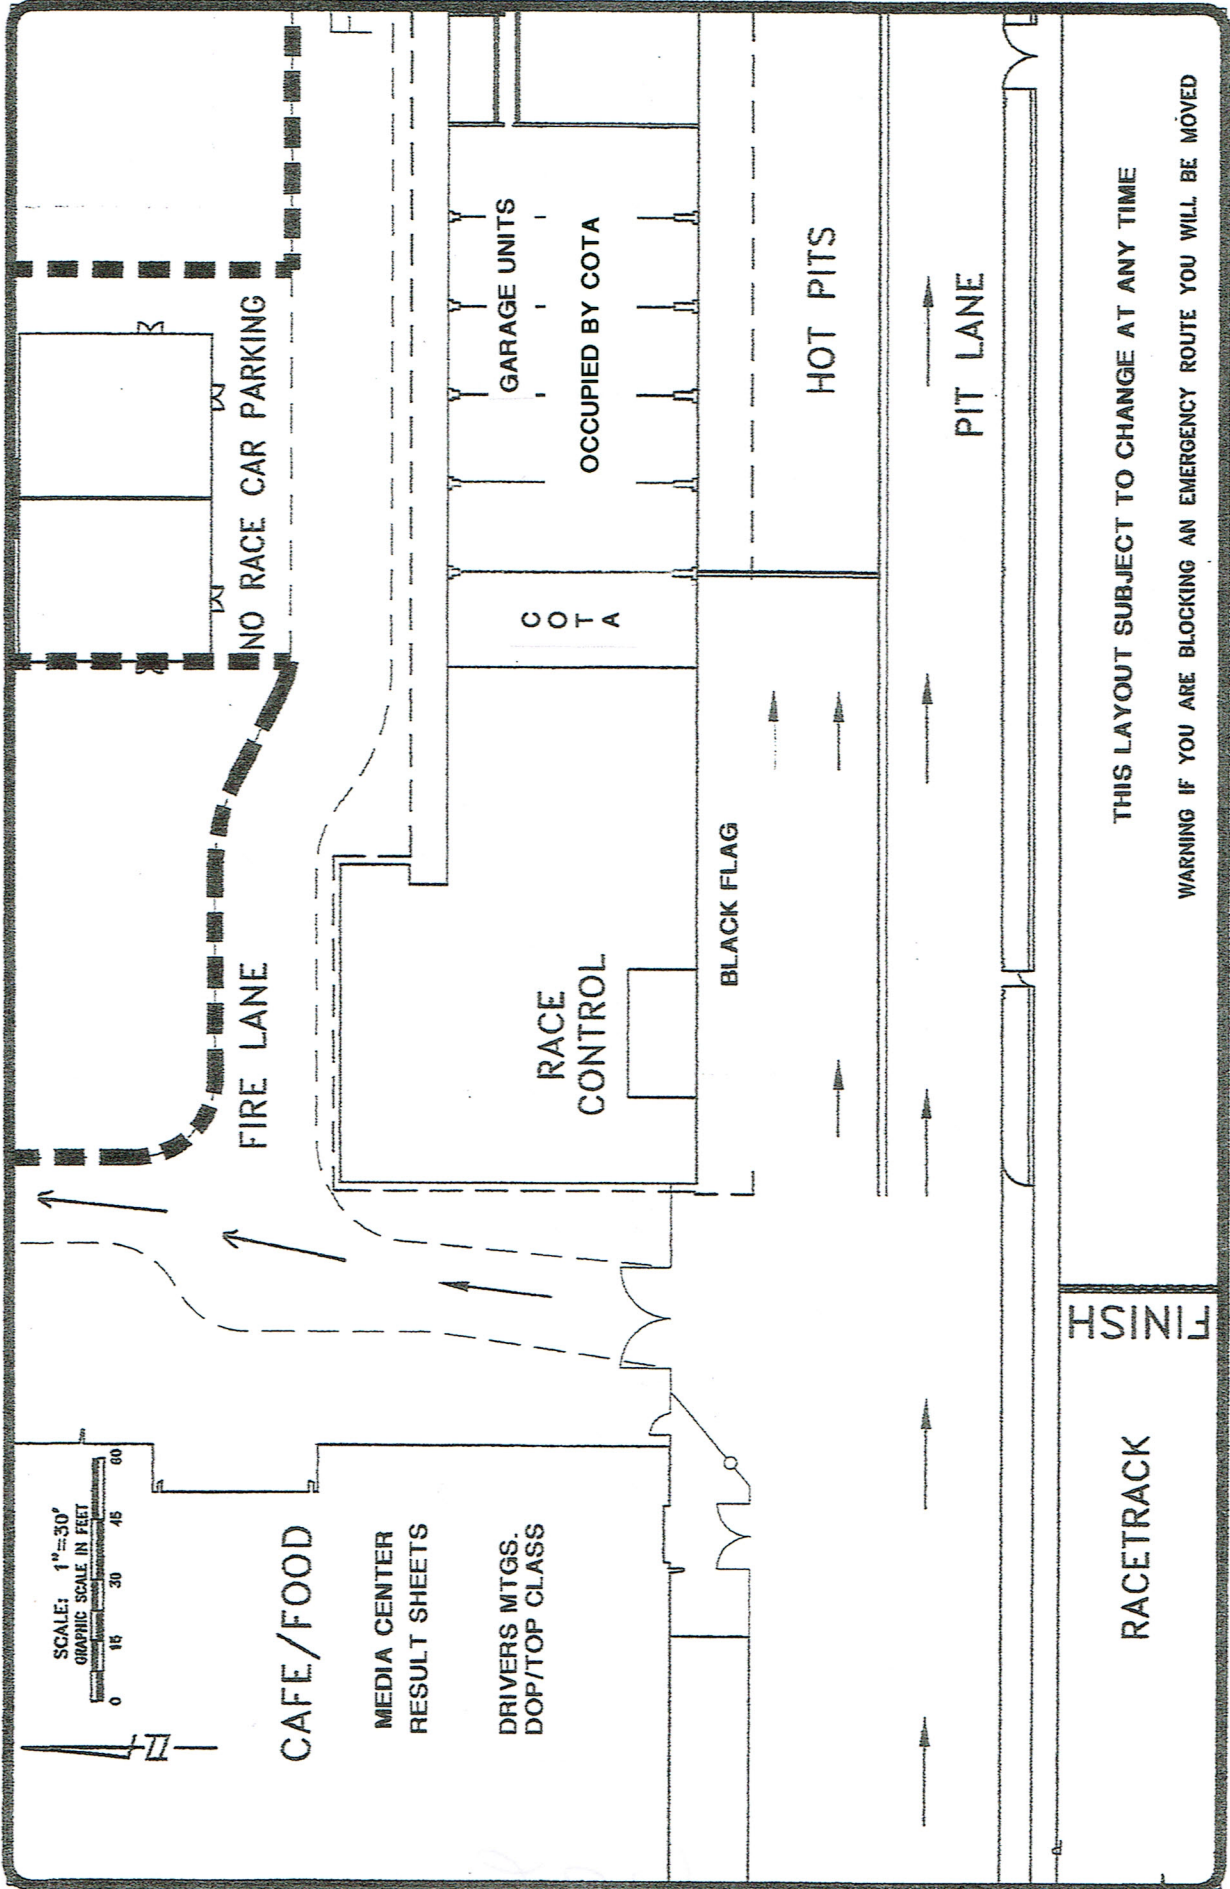 SCALE: 1"=30'
GRAPHIC SCALE IN FEET
0 15 30 45 60
N
CAFE/FOOD
MEDIA CENTER
RESULT SHEETS
DRIVERS MTGS.
DOP/TOP CLASS
FIRE LANE
NO RACE CAR PARKING
RACE
CONTROL
C
O
T
A
GARAGE UNITS
OCCUPIED BY COTA
BLACK FLAG
HOT PITS
PIT LANE
RACETRACK
FINISH
THIS LAYOUT SUBJECT TO CHANGE AT ANY TIME
WARNING IF YOU ARE BLOCKING AN EMERGENCY ROUTE YOU WILL BE MOVED